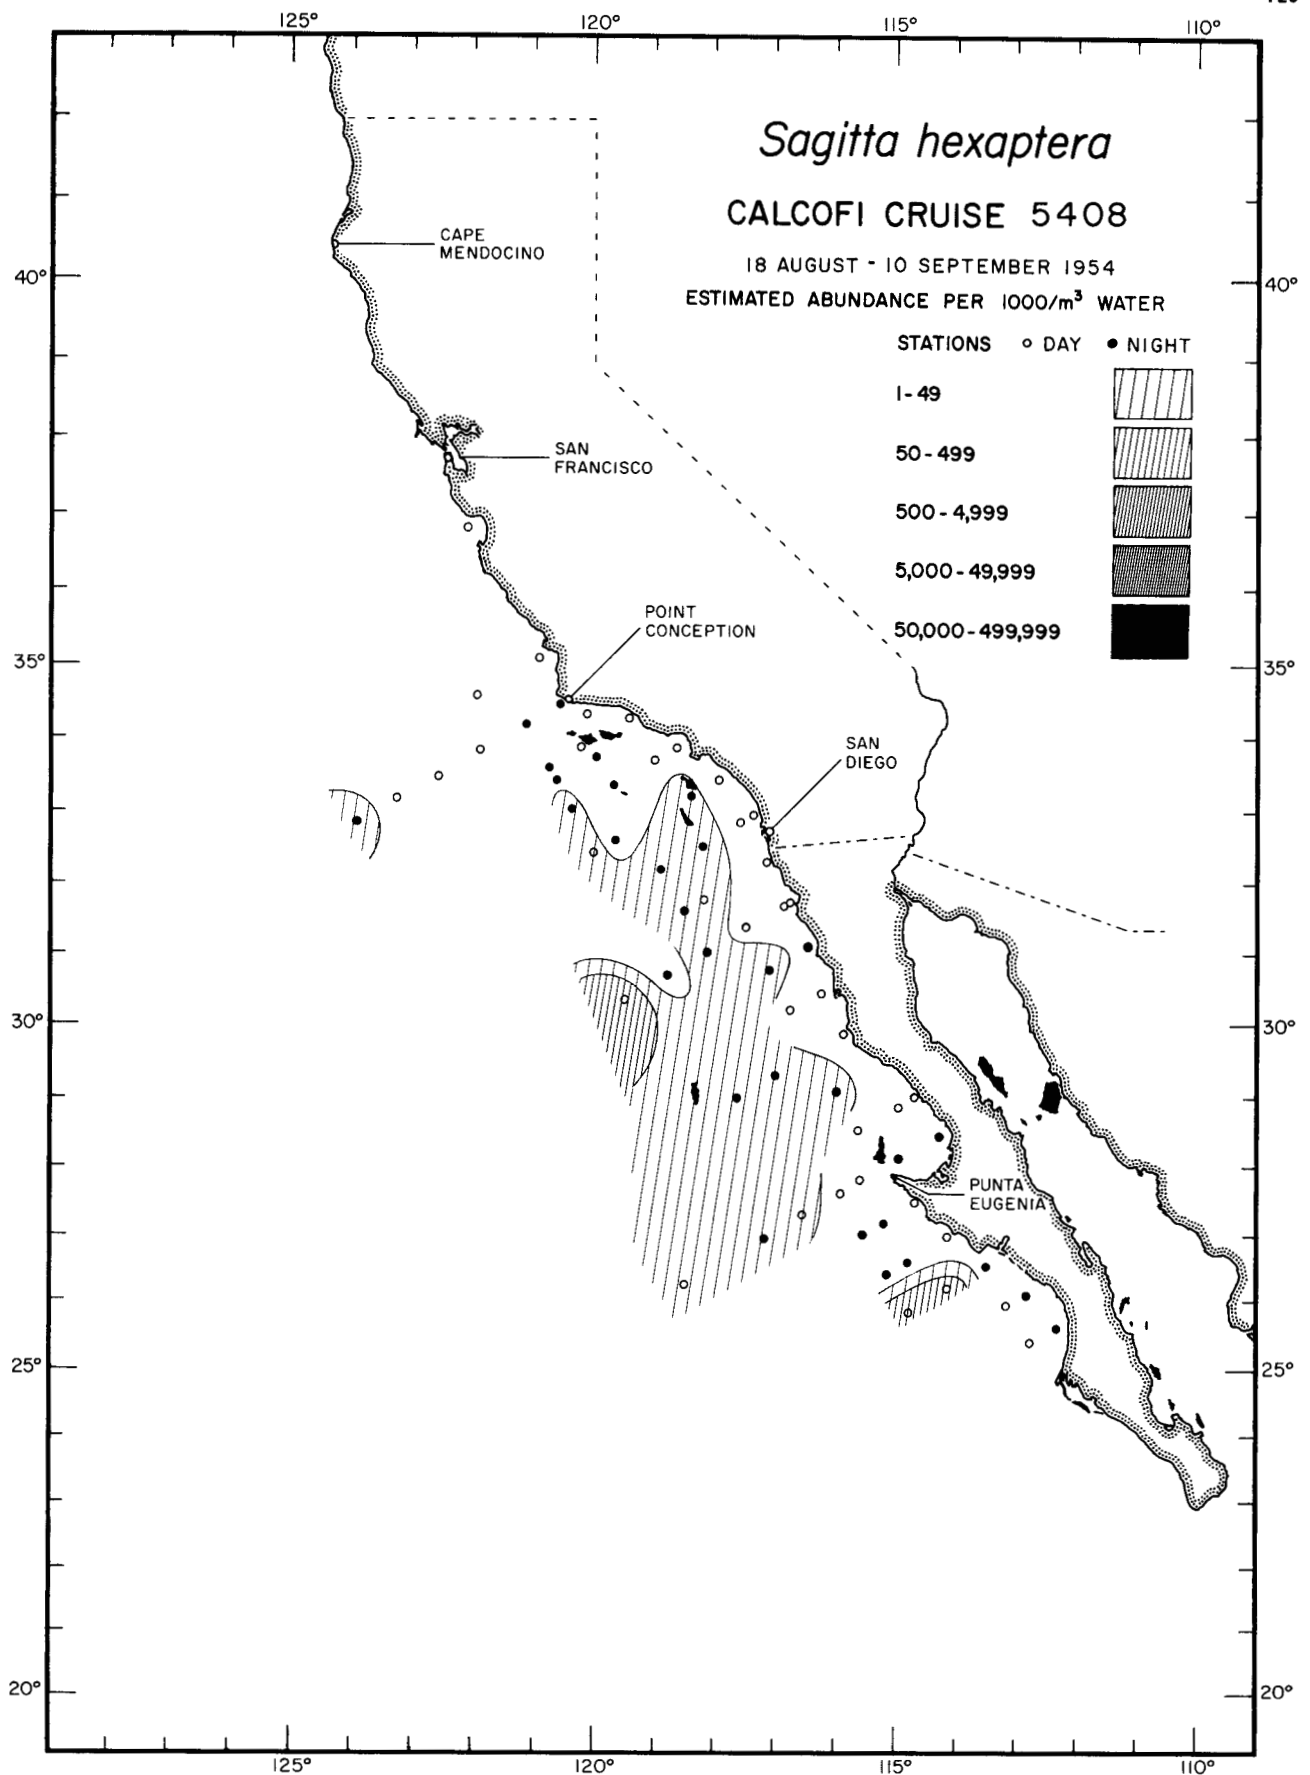 125° 120° 115° 110°
Sagitta hexaptera
CALCOFI CRUISE 5408
18 AUGUST - 10 SEPTEMBER 1954
ESTIMATED ABUNDANCE PER 1000/m³ WATER
STATIONS ○ DAY ● NIGHT
1-49
50-499
500-4,999
5,000-49,999
50,000-499,999
CAPE
MENDOCINO
40° 40°
SAN
FRANCISCO
POINT
CONCEPTION
35° 35°
SAN
DIEGO
30° 30°
PUNTA
EUGENIA
25° 25°
20° 20°
125° 120° 115° 110°